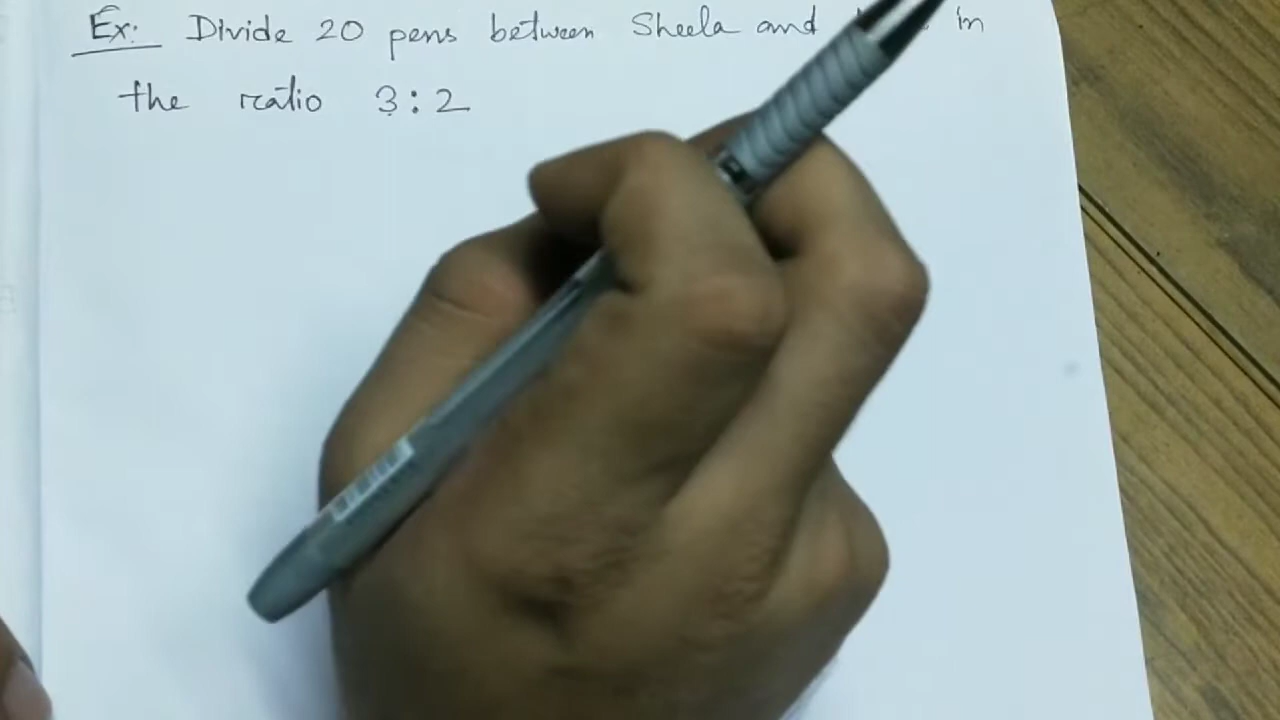 Ex: Divide 20 pens between Sheela and in
the ratio 3:2